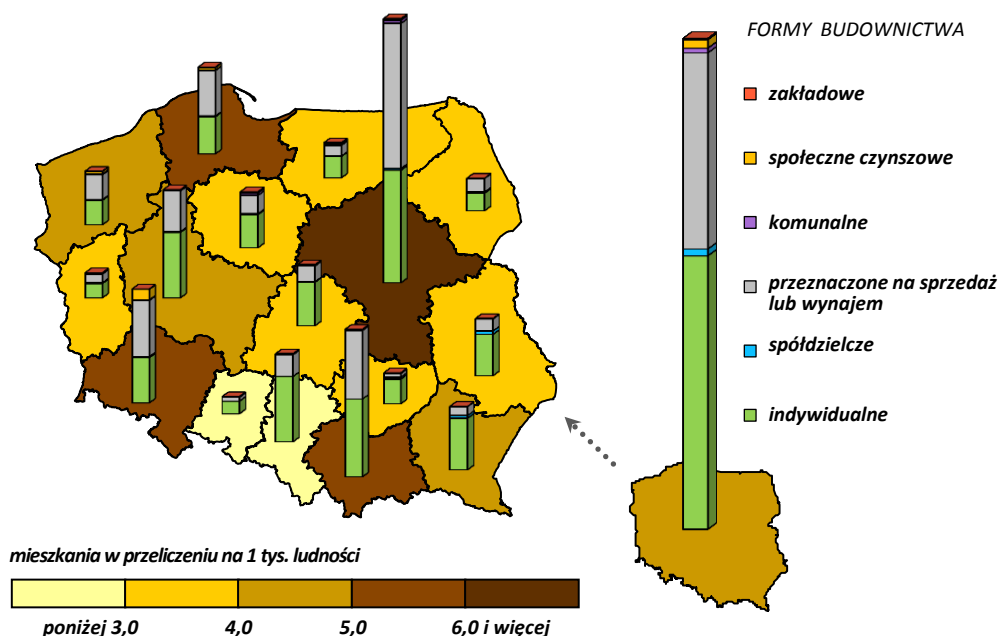 FORMY BUDOWNICTWA
zakładowe
społeczne czynszowe
komunalne
przeznaczone na sprzedaż
lub wynajem
spółdzielcze
indywidualne
mieszkania w przeliczeniu na 1 tys. ludności
poniżej 3,0 4,0 5,0 6,0 i więcej